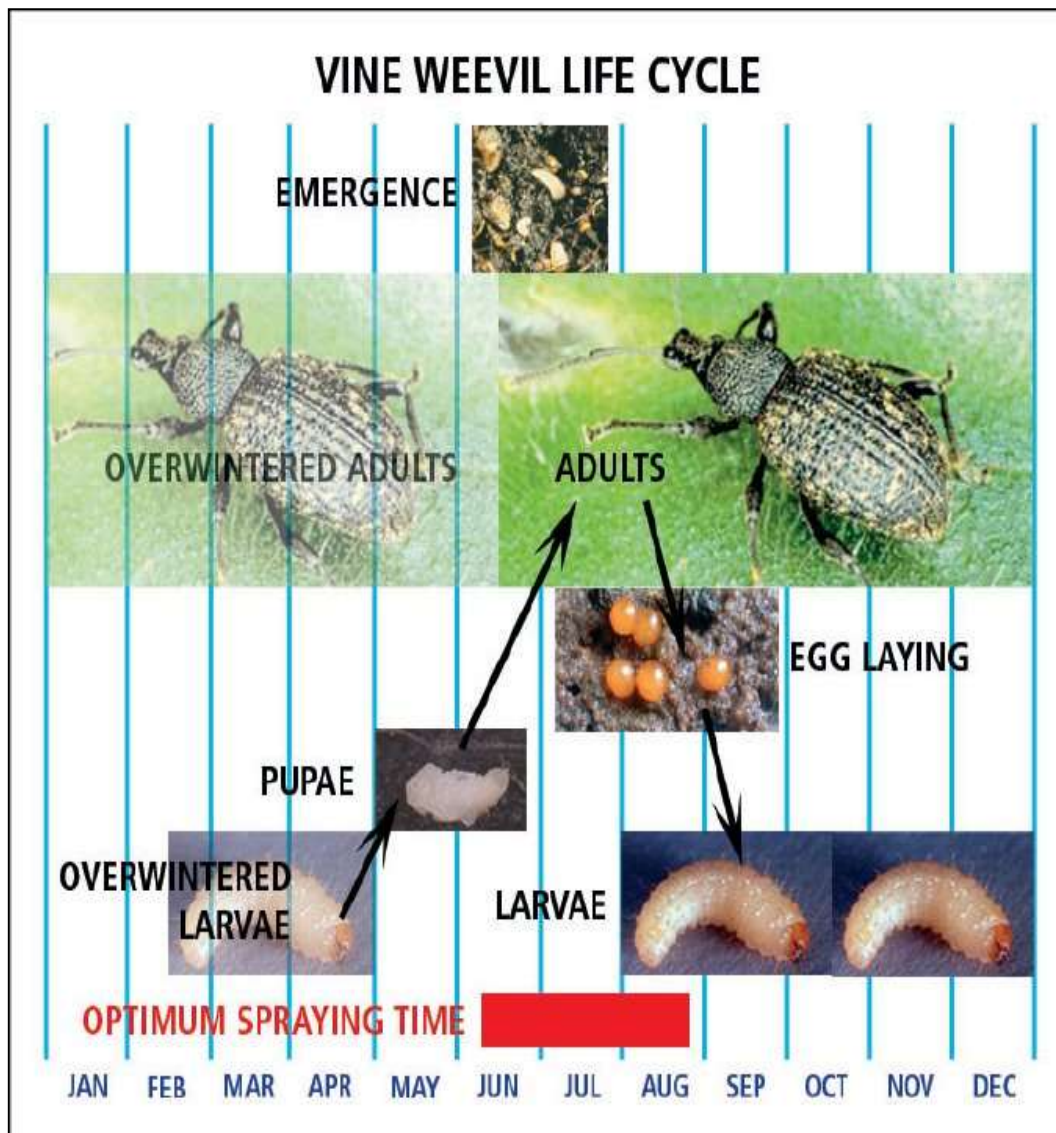 VINE WEEVIL LIFE CYCLE
EMERGENCE
OVERWINTERED ADULTS
ADULTS
EGG LAYING
PUPAE
OVERWINTERED
LARVAE
LARVAE
OPTIMUM SPRAYING TIME
JAN FEB MAR APR MAY JUN JUL AUG SEP OCT NOV DEC